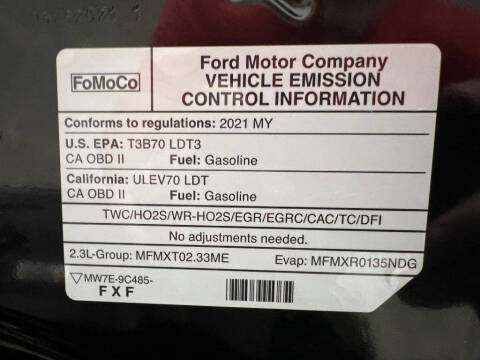 FoMoCo
Ford Motor Company
VEHICLE EMISSION
CONTROL INFORMATION
Conforms to regulations: 2021 MY
U.S. EPA: T3B70 LDT3
CA OBD II Fuel: Gasoline
California: ULEV70 LDT
CA OBD II Fuel: Gasoline
TWC/HO2S/WR-HO2S/EGR/EGRC/CAC/TC/DFI
No adjustments needed.
2.3L-Group: MFMXT02.33ME Evap: MFMXR0135NDG
MW7E-9C485-
FXF